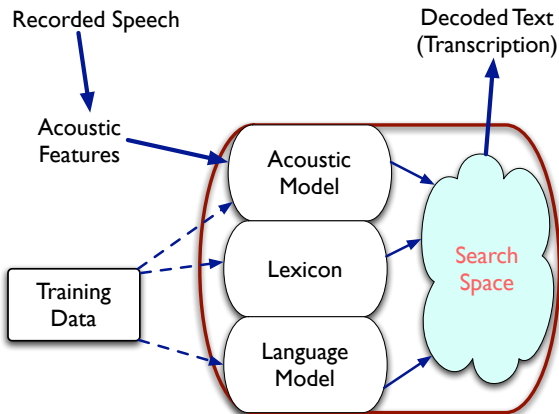 Recorded Speech
Decoded Text
(Transcription)
Acoustic
Features
Acoustic
Model
Lexicon
Search
Space
Training
Data
Language
Model